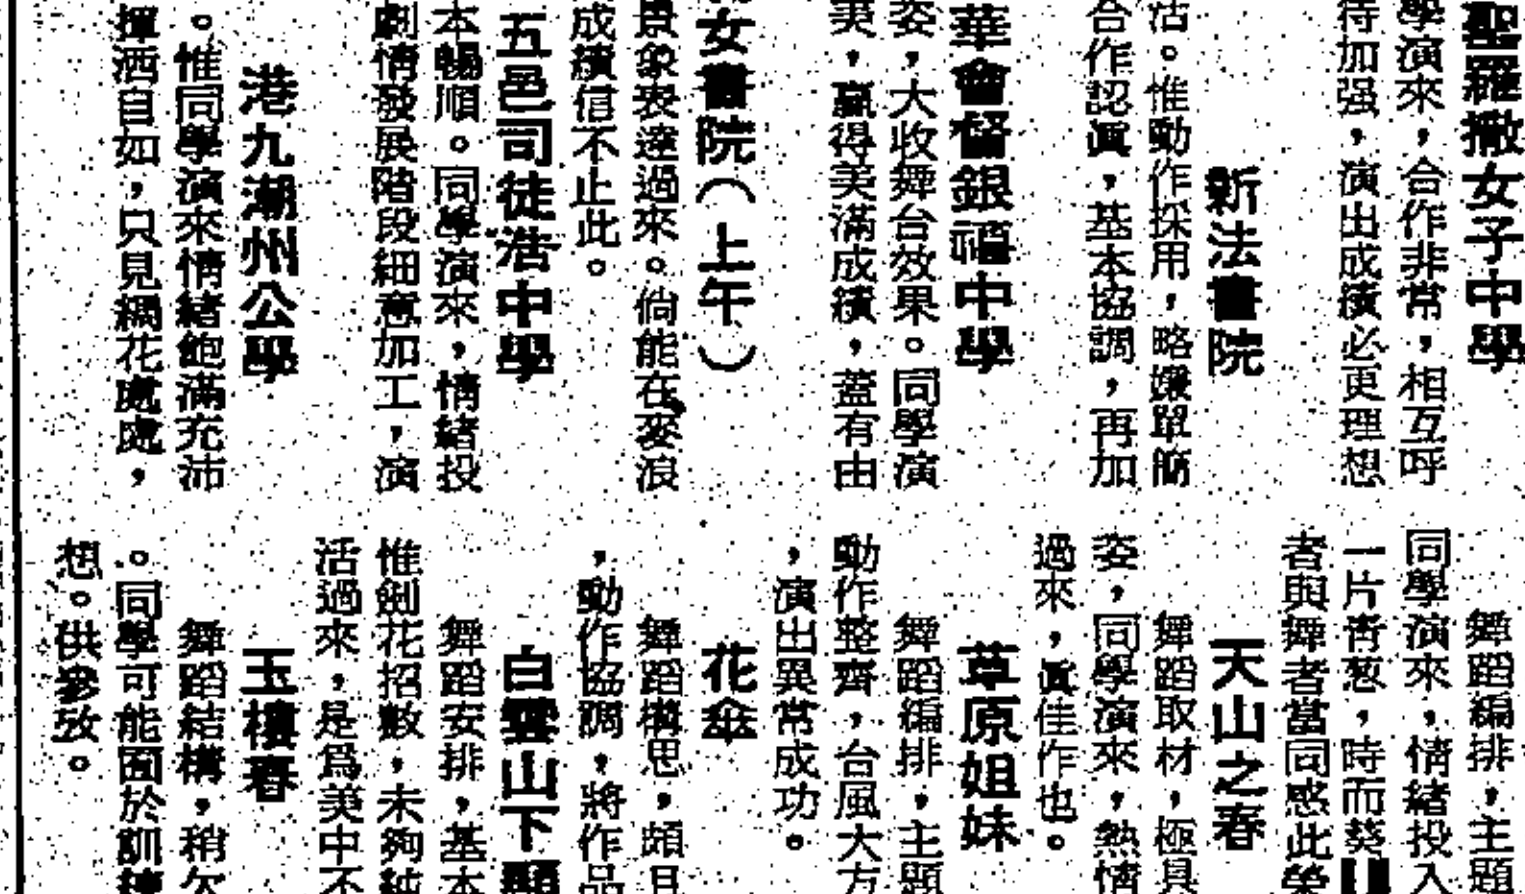 聖羅撒女子中學
學演來，合作非常，相互呼
待加强，演出成績必更理想
新法書院
活。惟動作採用，略嫌單簡
合作認眞，基本協調，再加
華會督銀禧中學
姿，大收舞台效果。同學演
美，贏得美滿成績，蓋有由
女書院（上午）
景象表達過來。倘能在麥浪
成績信不止此。
五邑司徒浩中學
本暢順。同學演來，情緒投
劇情發展階段細意加工，演
港九潮州公學
。惟同學演來情緒飽滿充沛
揮洒自如，只見綢花處處，
舞蹈編排，主題
同學演來，情緒投入
一片青葱，時而葵
者與舞者當同感此榮
天山之春
舞蹈取材，極具
姿，同學演來，熱情
過來，眞佳作也。
草原姐妹
舞蹈編排，主題
動作整齊，台風大方
，演出異常成功。
花傘
舞蹈構思，頗具
，動作協調，將作品
白雲山下
舞蹈安排，基本
惟劍花招數，未夠純
活過來，是爲美中不
玉樓春
舞蹈結構，稍欠
。同學可能囿於訓練
想。供參攷。